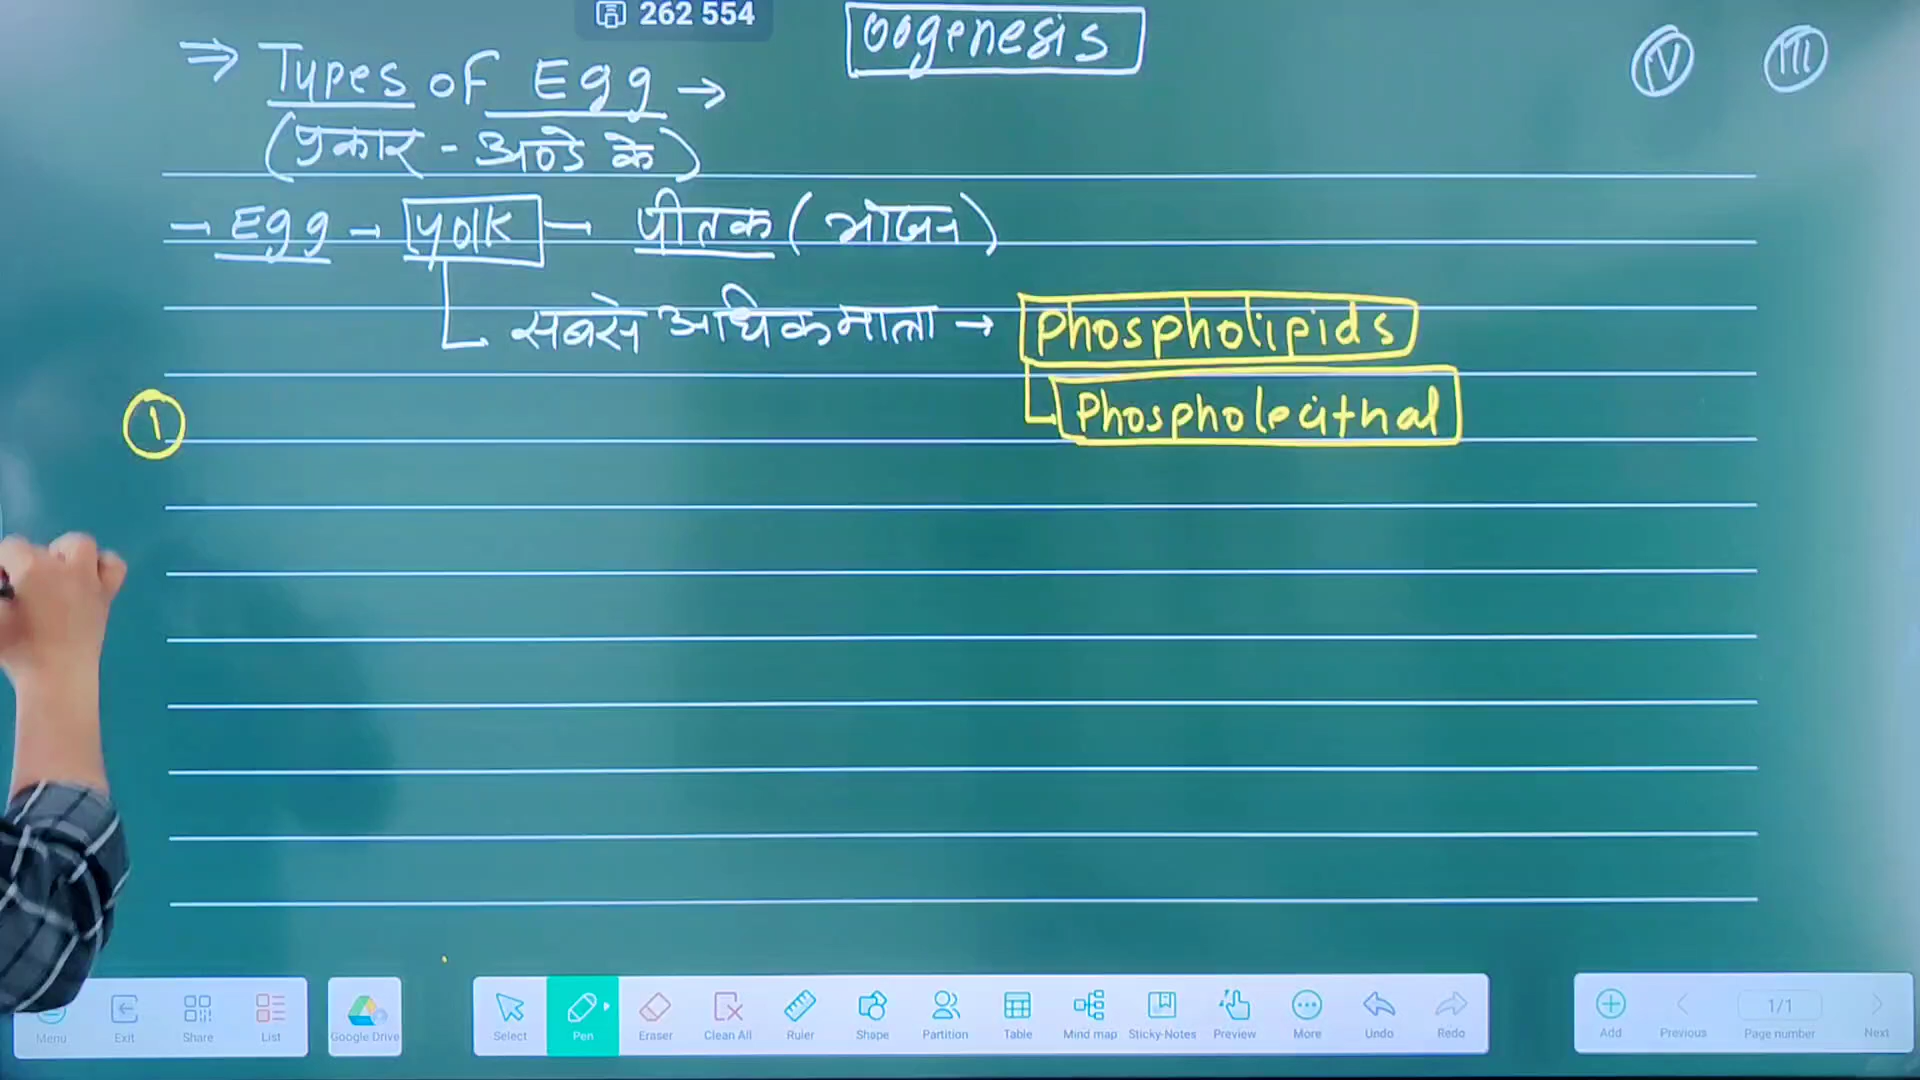 262 554
oogenesis
IV III
⇒ Types of Egg →
(प्रकार - अण्डे के)
→ Egg → yolk → पीतक (भोजन)
सबसे अधिक मात्रा → phospholipids
Phospholecithal
1
Menu Exit Share List Google Drive Select Pen Eraser Clean All Ruler Shape Partition Table Mind map Sticky-Notes Preview More Undo Redo Add Previous 1/1 Page number Next